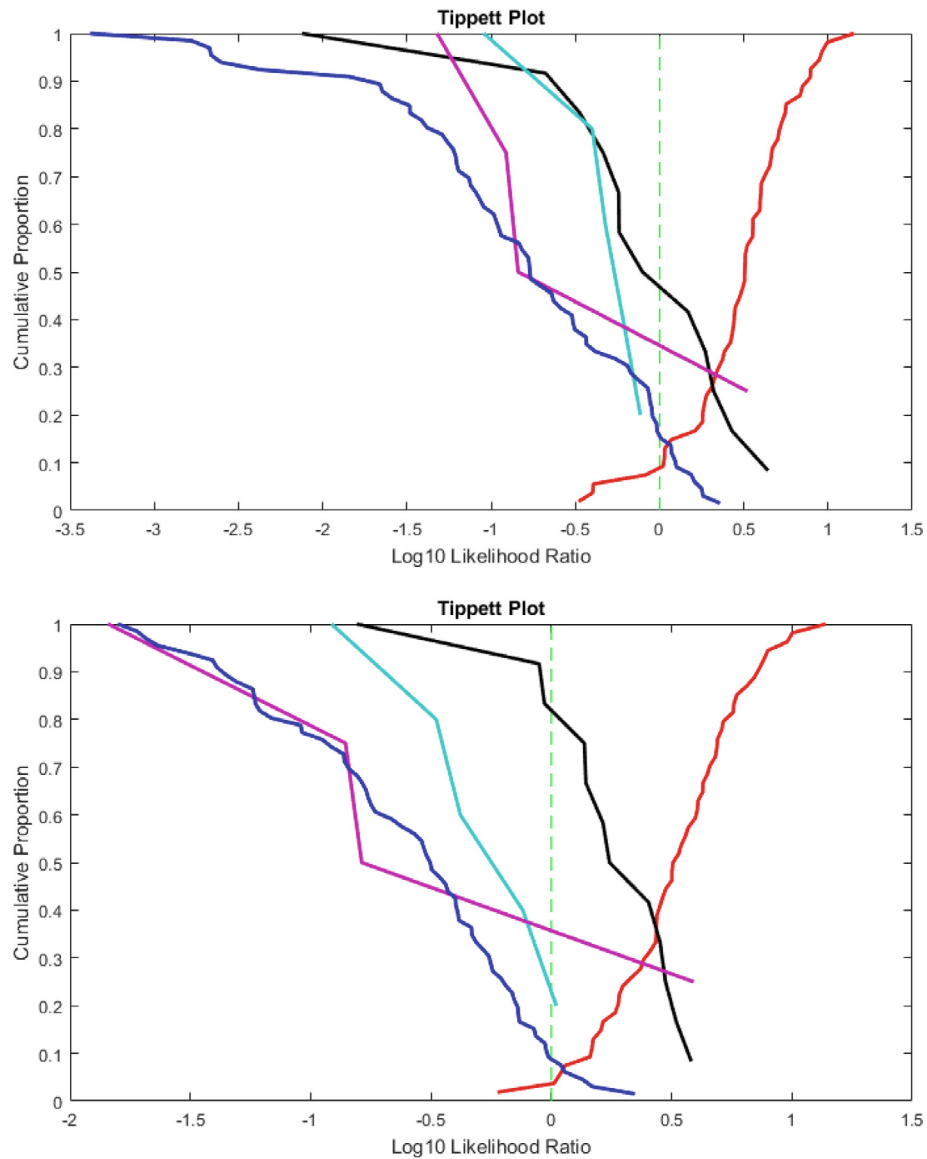 Tippett Plot
1
0.9
0.8
0.7
0.6
0.5
0.4
0.3
0.2
0.1
0
Cumulative Proportion
-3.5 -3 -2.5 -2 -1.5 -1 -0.5 0 0.5 1 1.5
Log10 Likelihood Ratio
Tippett Plot
1
0.9
0.8
0.7
0.6
0.5
0.4
0.3
0.2
0.1
0
Cumulative Proportion
-2 -1.5 -1 -0.5 0 0.5 1 1.5
Log10 Likelihood Ratio